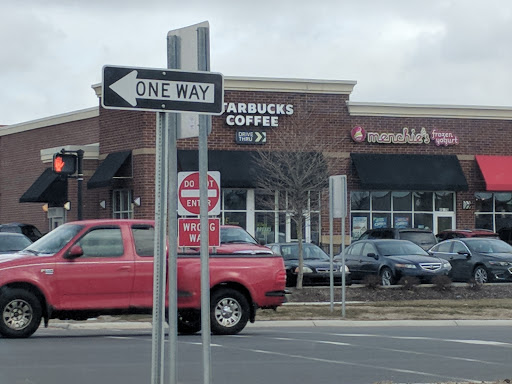 ONE WAY
STARBUCKS
COFFEE
DRIVE
THRU
menchie's frozen
yogurt
DO NOT
ENTER
WRONG
WAY